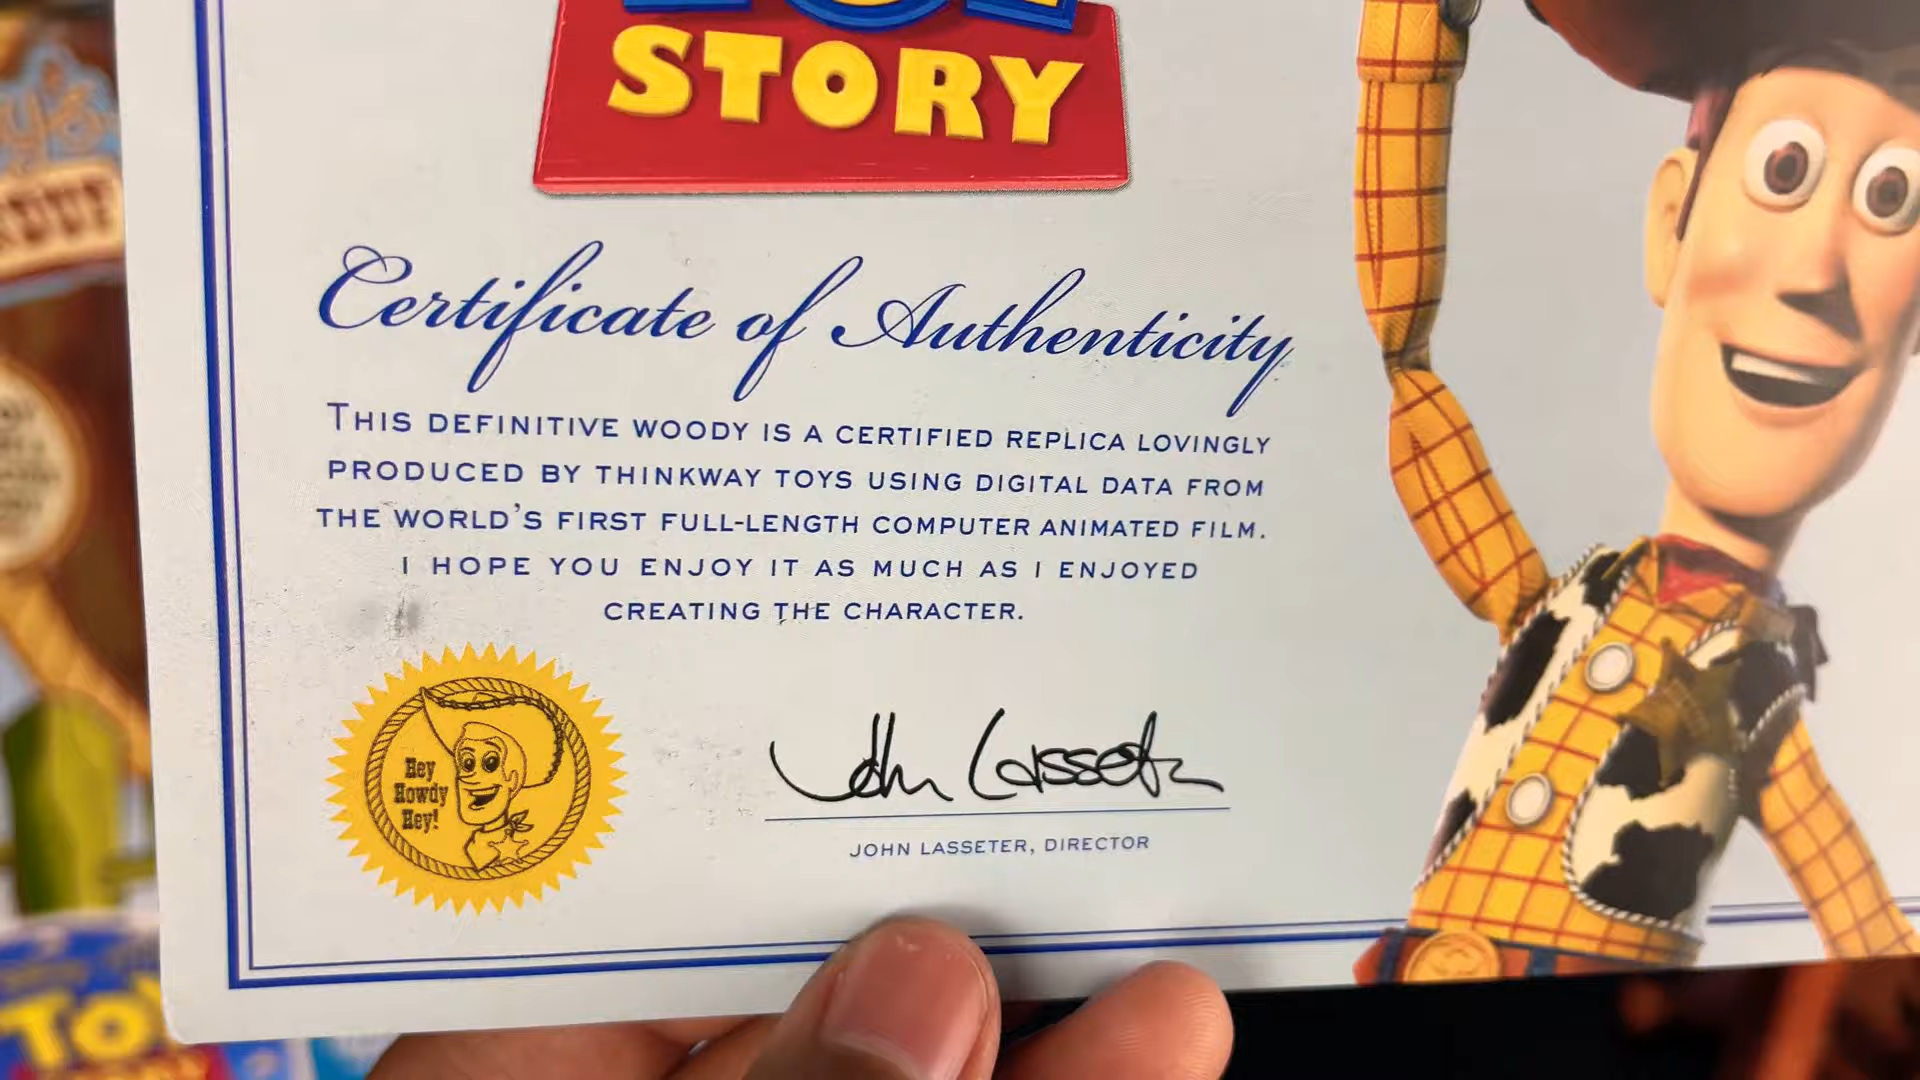 STORY
Certificate of Authenticity
THIS DEFINITIVE WOODY IS A CERTIFIED REPLICA LOVINGLY
PRODUCED BY THINKWAY TOYS USING DIGITAL DATA FROM
THE WORLD'S FIRST FULL-LENGTH COMPUTER ANIMATED FILM.
I HOPE YOU ENJOY IT AS MUCH AS I ENJOYED
CREATING THE CHARACTER.
Hey
Howdy
Hey!
John Lasseter
JOHN LASSETER, DIRECTOR